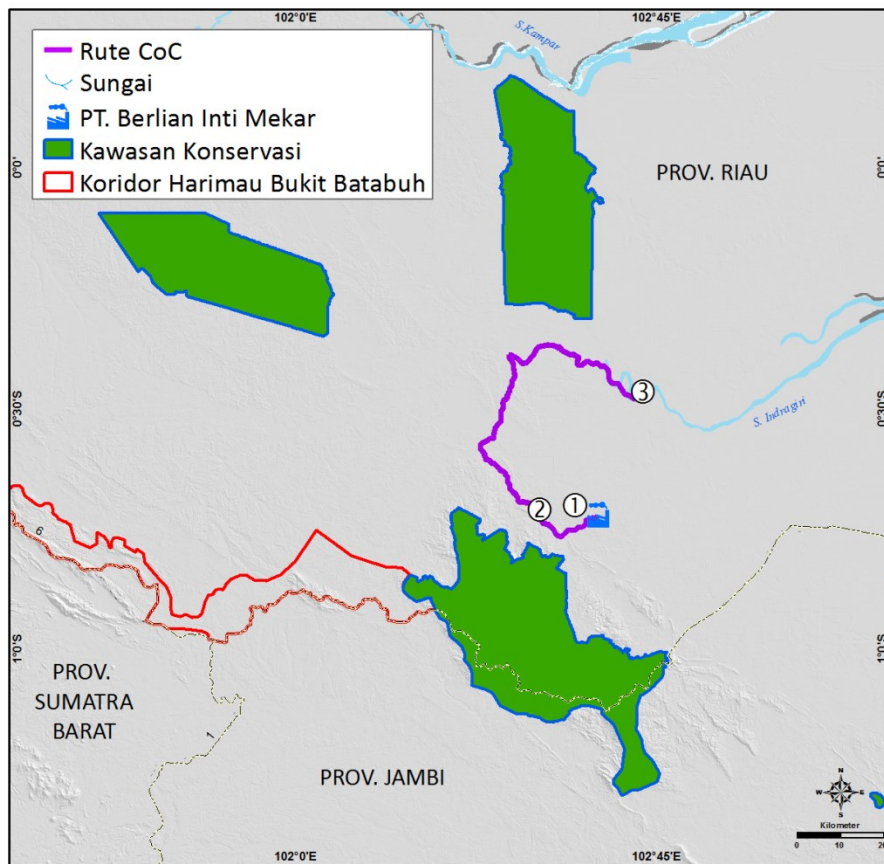 102°0'E
102°45'E
Rute CoC
Sungai
PT. Berlian Inti Mekar
Kawasan Konservasi
Koridor Harimau Bukit Batabuh
S.Kampar
0°0'
0°0'
PROV. RIAU
0°30'S
0°30'S
③
S. Indragiri
②
①
6
1°0'S
1°0'S
PROV.
SUMATRA
BARAT
1
PROV. JAMBI
N
W
E
S
Kilometer
0
10
20
102°0'E
102°45'E